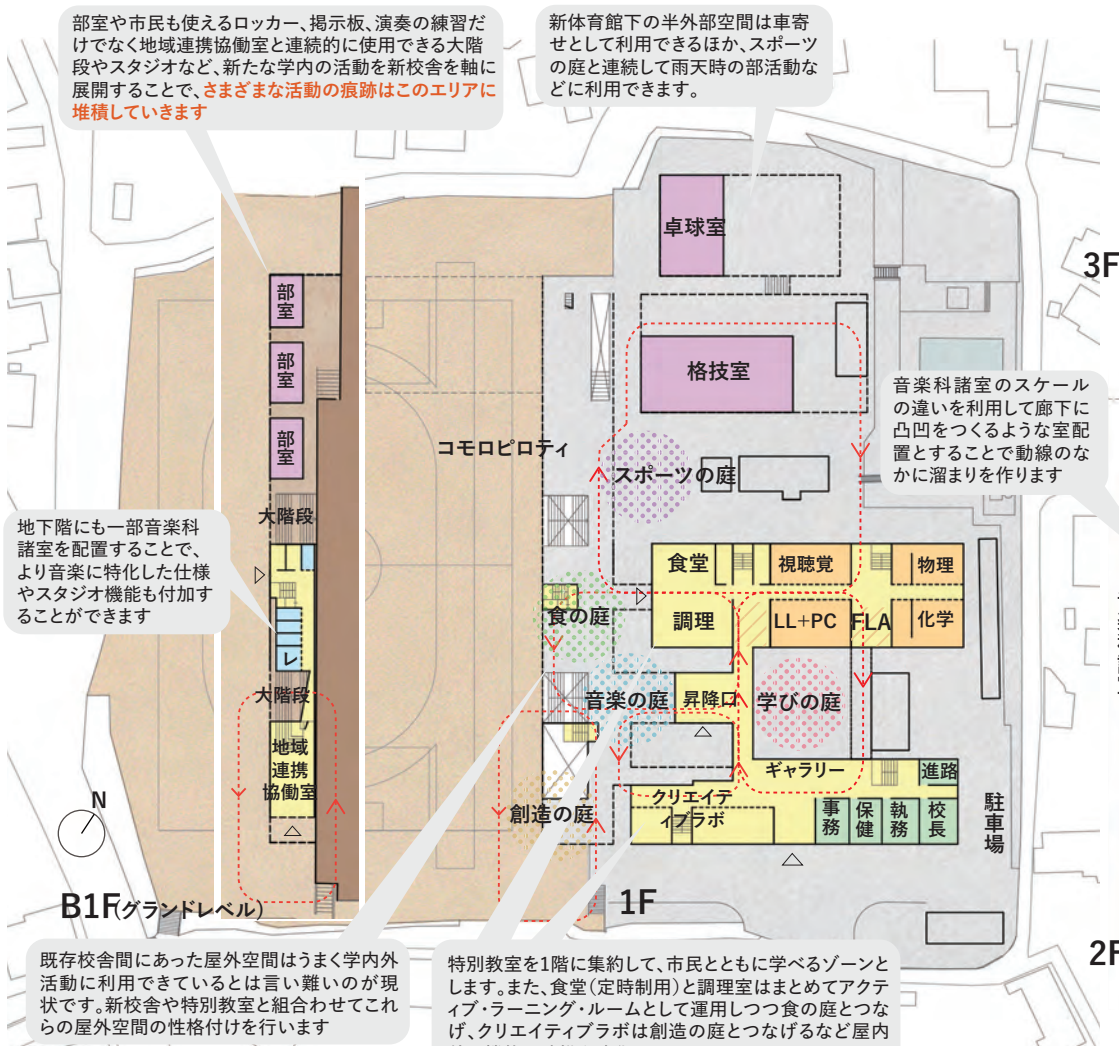 部室や市民も使えるロッカー、掲示板、演奏の練習だ
けでなく地域連携協働室と連続的に使用できる大階
段やスタジオなど、新たな学内の活動を新校舎を軸に
展開することで、さまざまな活動の痕跡はこのエリアに
堆積していきます
新体育館下の半外部空間は車寄
せとして利用できるほか、スポーツ
の庭と連続して雨天時の部活動な
どに利用できます。
卓球室
3F
部室
部室
部室
格技室
音楽科諸室のスケール
の違いを利用して廊下に
凸凹をつくるような室配
置とすることで動線のな
かに溜まりを作ります
コモロピロティ
スポーツの庭
大階段
地下階にも一部音楽科
諸室を配置することで、
より音楽に特化した仕様
やスタジオ機能も付加す
ることができます
食堂
視聴覚
物理
食の庭
調理
LL+PC
FLA
化学
レ
大階段
音楽の庭
昇降口
学びの庭
地域
連携
協働室
ギャラリー
進路
クリエイテ
ィブラボ
創造の庭
事務
保健
執務
校長
駐車場
N
B1F(グランドレベル)
1F
2F
既存校舎間にあった屋外空間はうまく学内外
活動に利用できているとは言い難いのが現
状です。新校舎や特別教室と組合わせてこれ
らの屋外空間の性格付けを行います
特別教室を1階に集約して、市民とともに学べるゾーンと
します。また、食堂(定時制用)と調理室はまとめてアクテ
ィブ・ラーニング・ルームとして運用しつつ食の庭とつな
げ、クリエイティブラボは創造の庭とつなげるなど屋内